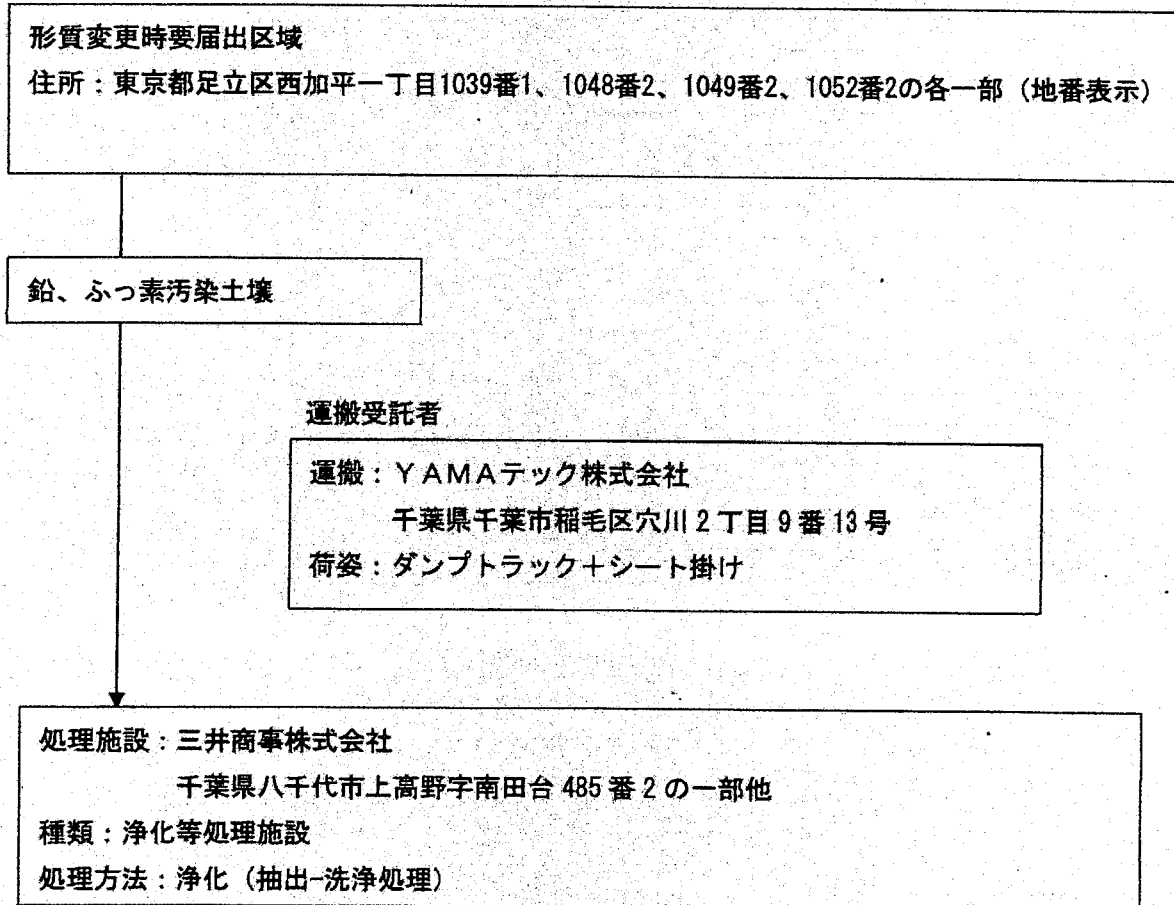 形質変更時要届出区域
住所：東京都足立区西加平一丁目1039番1、1048番2、1049番2、1052番2の各一部（地番表示）
鉛、ふっ素汚染土壌
運搬受託者
運搬：ＹＡＭＡテック株式会社
千葉県千葉市稲毛区穴川２丁目９番13号
荷姿：ダンプトラック＋シート掛け
処理施設：三井商事株式会社
千葉県八千代市上高野字南田台485番２の一部他
種類：浄化等処理施設
処理方法：浄化（抽出-洗浄処理）